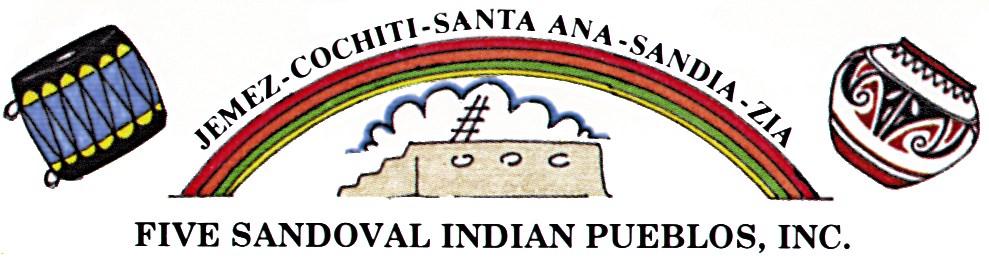 JEMEZ-COCHITI-SANTA ANA-SANDIA-ZIA
FIVE SANDOVAL INDIAN PUEBLOS, INC.